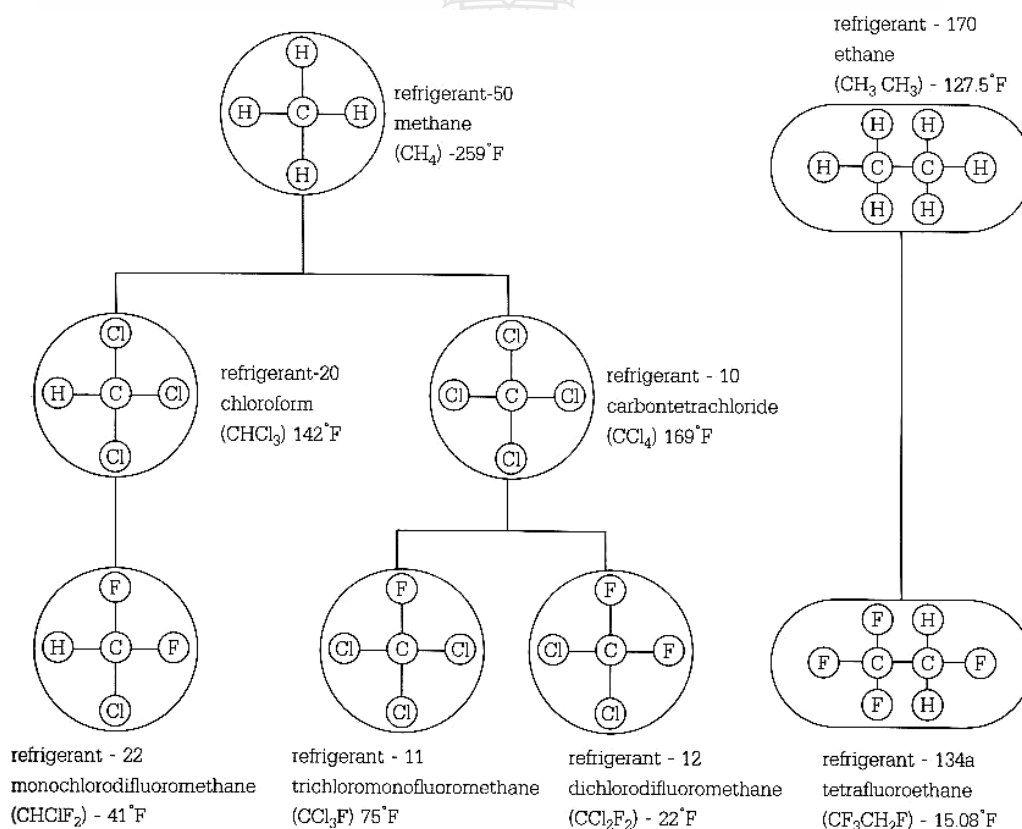 refrigerant - 170
ethane
(CH3 CH3) - 127.5°F
H
H C H
H
refrigerant-50
methane
(CH4) -259°F
H H
H C C H
H H
Cl
H C Cl
Cl
refrigerant-20
chloroform
(CHCl3) 142°F
Cl
Cl C Cl
Cl
refrigerant - 10
carbontetrachloride
(CCl4) 169°F
F
H C F
Cl
F
Cl C Cl
Cl
F
Cl C F
Cl
F H
F C C F
F H
refrigerant - 22
monochlorodifluoromethane
(CHClF2) - 41°F
refrigerant - 11
trichloromonofluoromethane
(CCl3F) 75°F
refrigerant - 12
dichlorodifluoromethane
(CCl2F2) - 22°F
refrigerant - 134a
tetrafluoroethane
(CF3CH2F) - 15.08°F